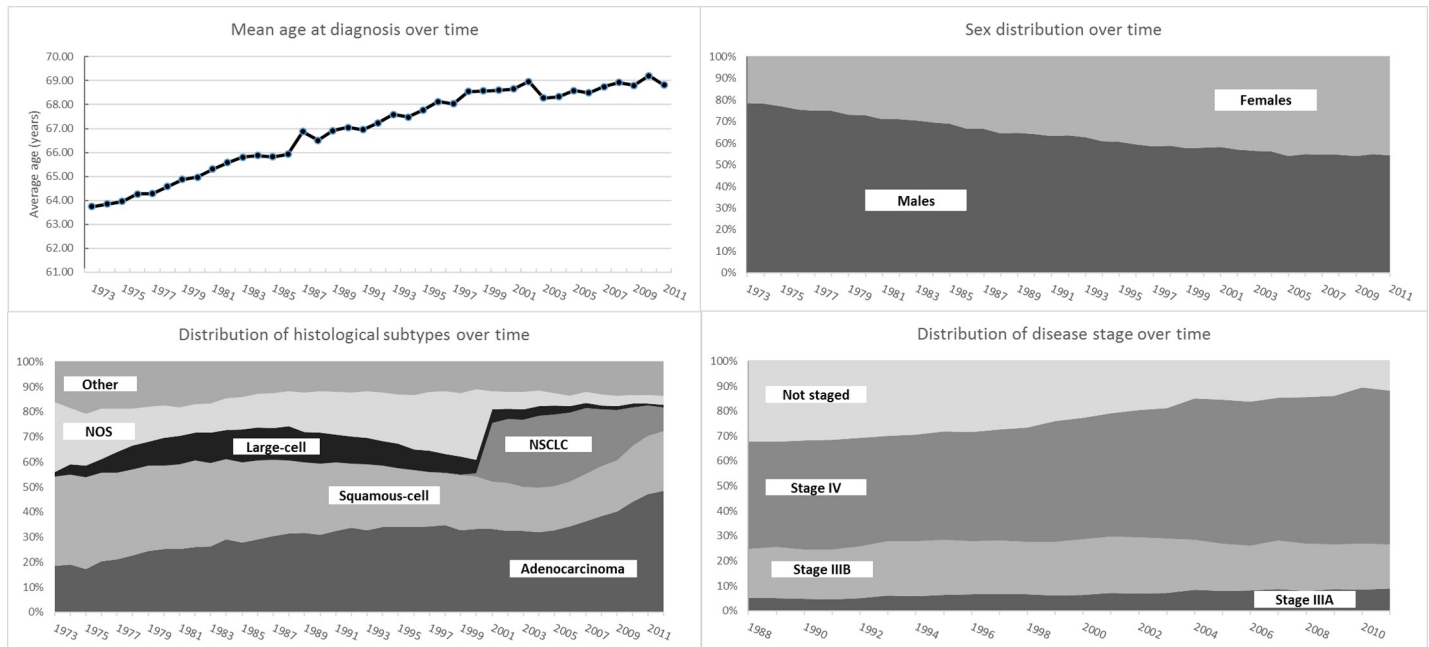 Mean age at diagnosis over time
70.00
69.00
68.00
67.00
66.00
65.00
64.00
63.00
62.00
61.00
Average age (years)
1973 1975 1977 1979 1981 1983 1985 1987 1989 1991 1993 1995 1997 1999 2001 2003 2005 2007 2009 2011
Sex distribution over time
100%
90%
80%
70%
60%
50%
40%
30%
20%
10%
0%
Females
Males
1973 1975 1977 1979 1981 1983 1985 1987 1989 1991 1993 1995 1997 1999 2001 2003 2005 2007 2009 2011
Distribution of histological subtypes over time
100%
90%
80%
70%
60%
50%
40%
30%
20%
10%
0%
Other
NOS
Large-cell
NSCLC
Squamous-cell
Adenocarcinoma
1973 1975 1977 1979 1981 1983 1985 1987 1989 1991 1993 1995 1997 1999 2001 2003 2005 2007 2009 2011
Distribution of disease stage over time
100%
90%
80%
70%
60%
50%
40%
30%
20%
10%
0%
Not staged
Stage IV
Stage IIIB
Stage IIIA
1988 1990 1992 1994 1996 1998 2000 2002 2004 2006 2008 2010